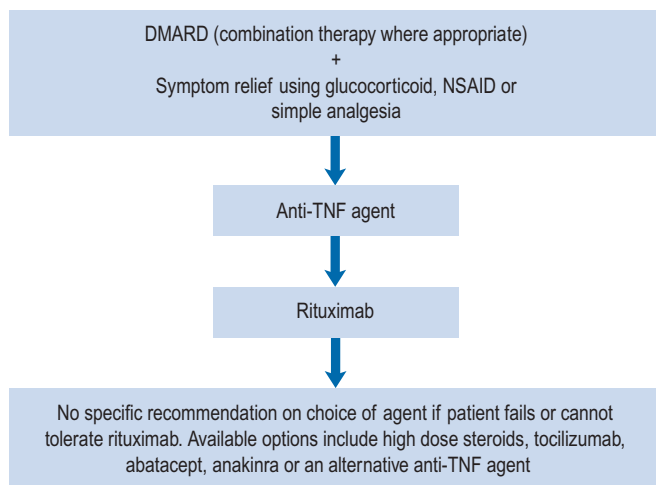 DMARD (combination therapy where appropriate)
+
Symptom relief using glucocorticoid, NSAID or
simple analgesia
Anti-TNF agent
Rituximab
No specific recommendation on choice of agent if patient fails or cannot
tolerate rituximab. Available options include high dose steroids, tocilizumab,
abatacept, anakinra or an alternative anti-TNF agent